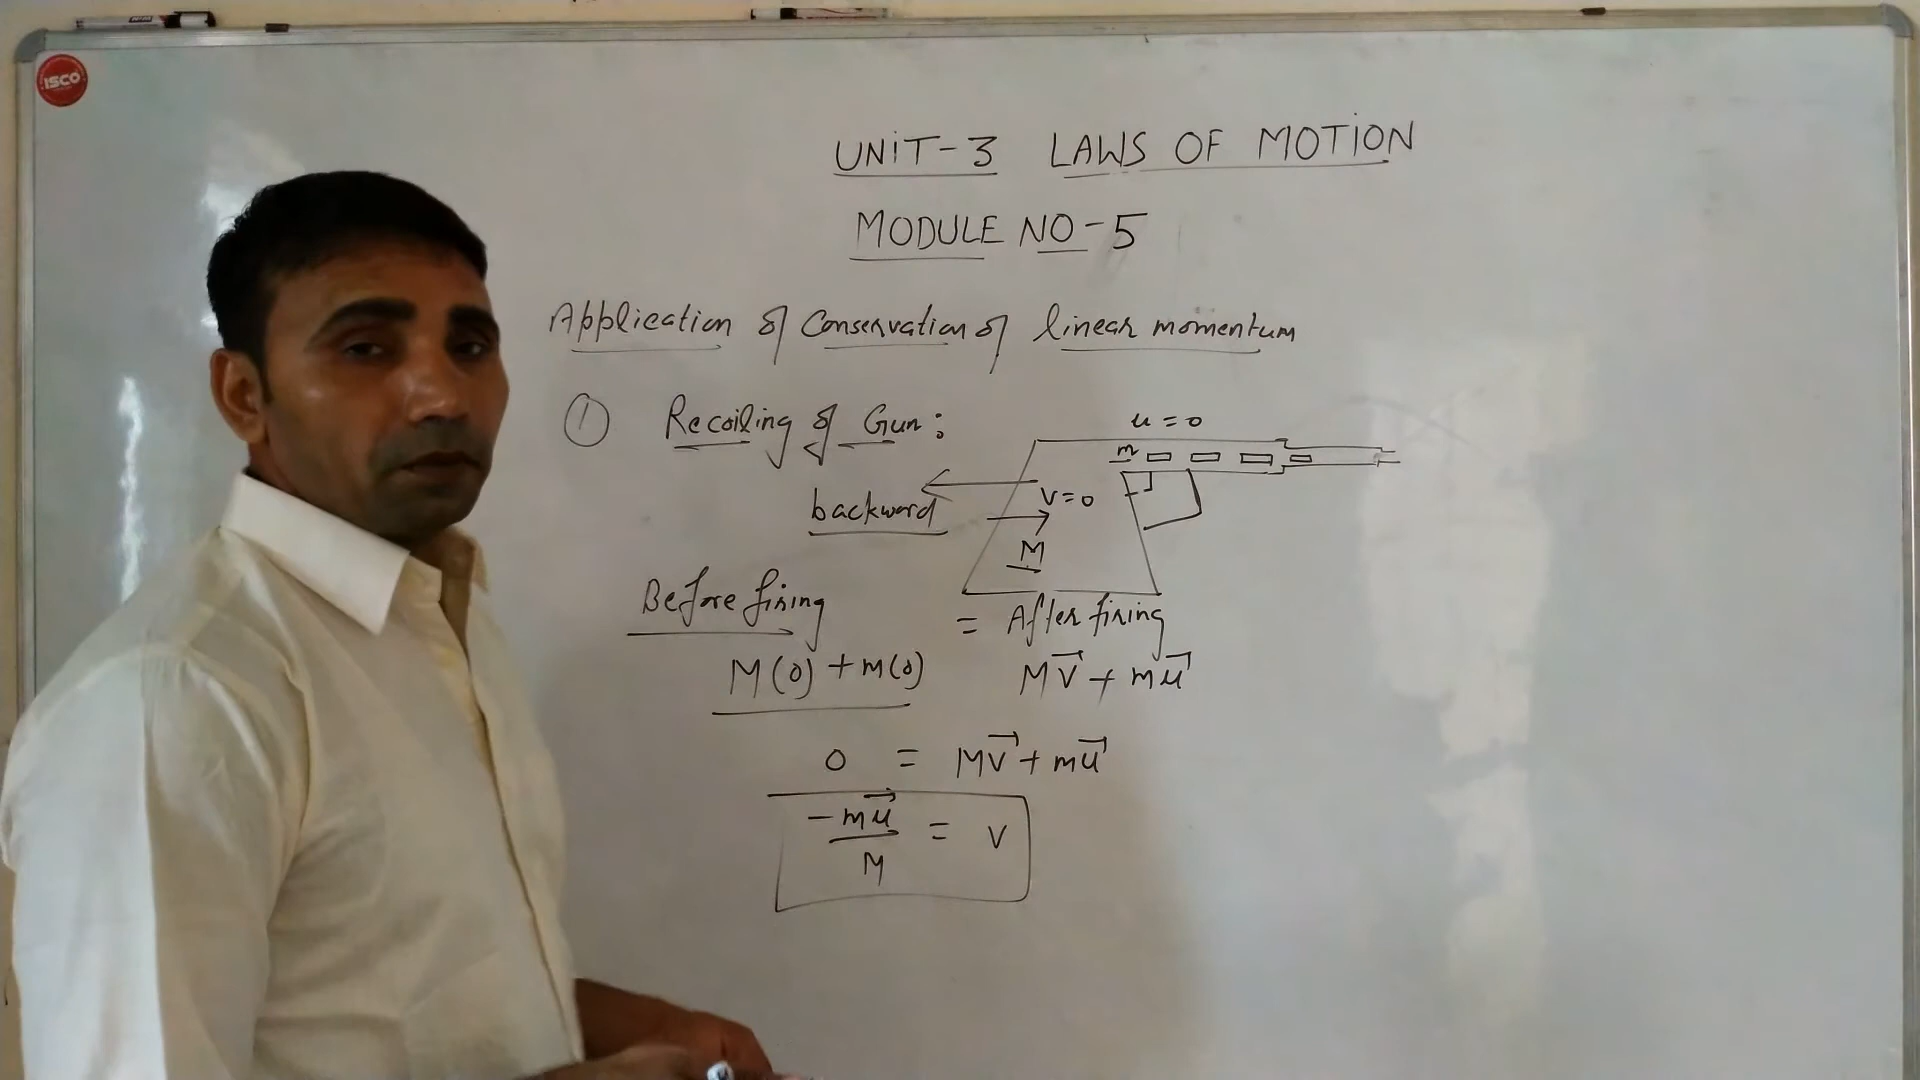 ISCO
UNIT-3 LAWS OF MOTION
MODULE NO-5
Application of Conservation of linear momentum
① Recoiling of Gun:
u = 0
m
backward
V = 0
M
Before firing = After firing
M(0) + m(0) MV⃗ + mu⃗
0 = MV⃗ + mu⃗
-mu⃗/M = V